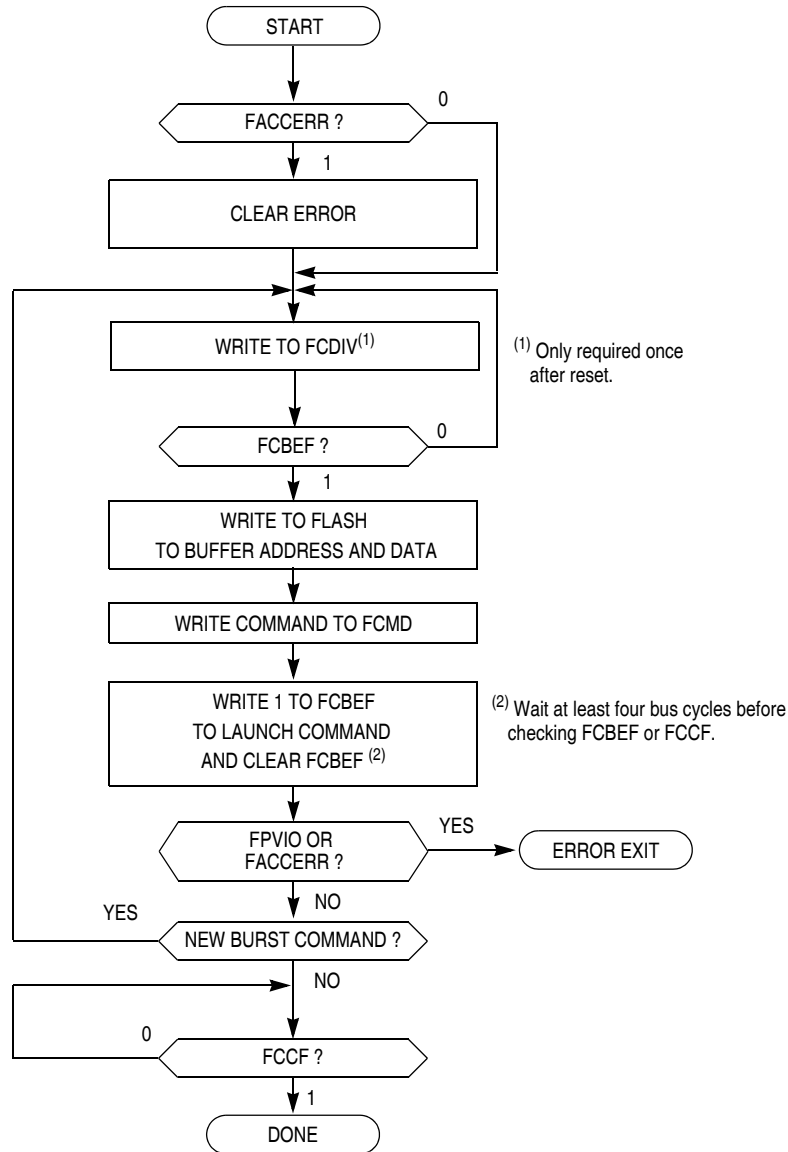 START
FACCERR ?
0
1
CLEAR ERROR
WRITE TO FCDIV(1)
(1) Only required once
after reset.
FCBEF ?
0
1
WRITE TO FLASH
TO BUFFER ADDRESS AND DATA
WRITE COMMAND TO FCMD
WRITE 1 TO FCBEF
TO LAUNCH COMMAND
AND CLEAR FCBEF (2)
(2) Wait at least four bus cycles before
checking FCBEF or FCCF.
FPVIO OR
FACCERR ?
YES
ERROR EXIT
NO
YES
NEW BURST COMMAND ?
NO
0
FCCF ?
1
DONE